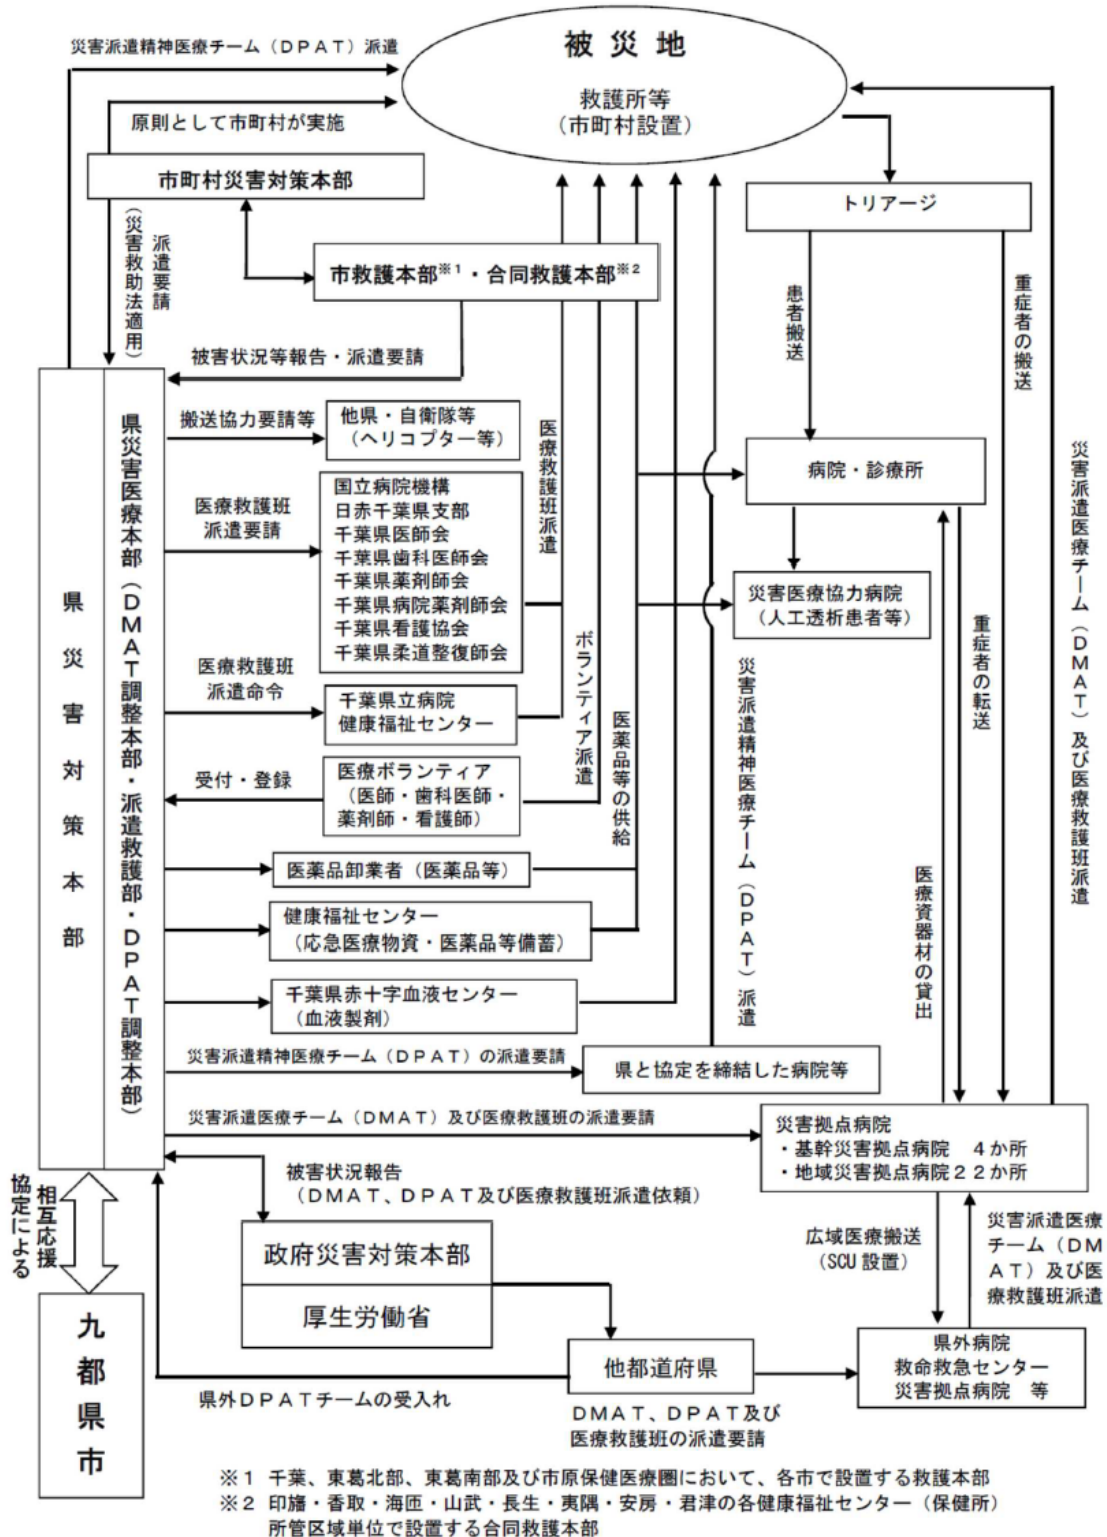 災害派遣精神医療チーム（ＤＰＡＴ）派遣
被 災 地
救護所等
（市町村設置）
原則として市町村が実施
市町村災害対策本部
トリアージ
派遣要請
（災害救助法適用）
市救護本部※1・合同救護本部※2
患者搬送
重症者の搬送
被害状況等報告・派遣要請
県災害対策本部
県災害医療本部（ＤＭＡＴ調整本部・派遣救護部・ＤＰＡＴ調整本部）
搬送協力要請等
他県・自衛隊等
（ヘリコプター等）
医療救護班派遣
病院・診療所
災害派遣医療チーム（ＤＭＡＴ）及び医療救護班派遣
医療救護班
派遣要請
国立病院機構
日赤千葉県支部
千葉県医師会
千葉県歯科医師会
千葉県薬剤師会
千葉県病院薬剤師会
千葉県看護協会
千葉県柔道整復師会
災害医療協力病院
（人工透析患者等）
ボランティア派遣
重症者の転送
医療救護班
派遣命令
千葉県立病院
健康福祉センター
医薬品等の供給
災害派遣精神医療チーム（ＤＰＡＴ）派遣
受付・登録
医療ボランティア
（医師・歯科医師・
薬剤師・看護師）
医薬品卸業者（医薬品等）
医療資器材の貸出
健康福祉センター
（応急医療物資・医薬品等備蓄）
千葉県赤十字血液センター
（血液製剤）
災害派遣精神医療チーム（ＤＰＡＴ）の派遣要請
県と協定を締結した病院等
災害派遣医療チーム（ＤＭＡＴ）及び医療救護班の派遣要請
災害拠点病院
・基幹災害拠点病院　４か所
・地域災害拠点病院２２か所
相互応援
協定による
被害状況報告
（ＤＭＡＴ、ＤＰＡＴ及び医療救護班派遣依頼）
政府災害対策本部
厚生労働省
広域医療搬送
（SCU 設置）
災害派遣医療
チーム（ＤＭ
ＡＴ）及び医
療救護班派遣
九都県市
他都道府県
県外病院
救命救急センター
災害拠点病院　等
県外ＤＰＡＴチームの受入れ
ＤＭＡＴ、ＤＰＡＴ及び
医療救護班の派遣要請
※１　千葉、東葛北部、東葛南部及び市原保健医療圏において、各市で設置する救護本部
※２　印旛・香取・海匝・山武・長生・夷隅・安房・君津の各健康福祉センター（保健所）
所管区域単位で設置する合同救護本部